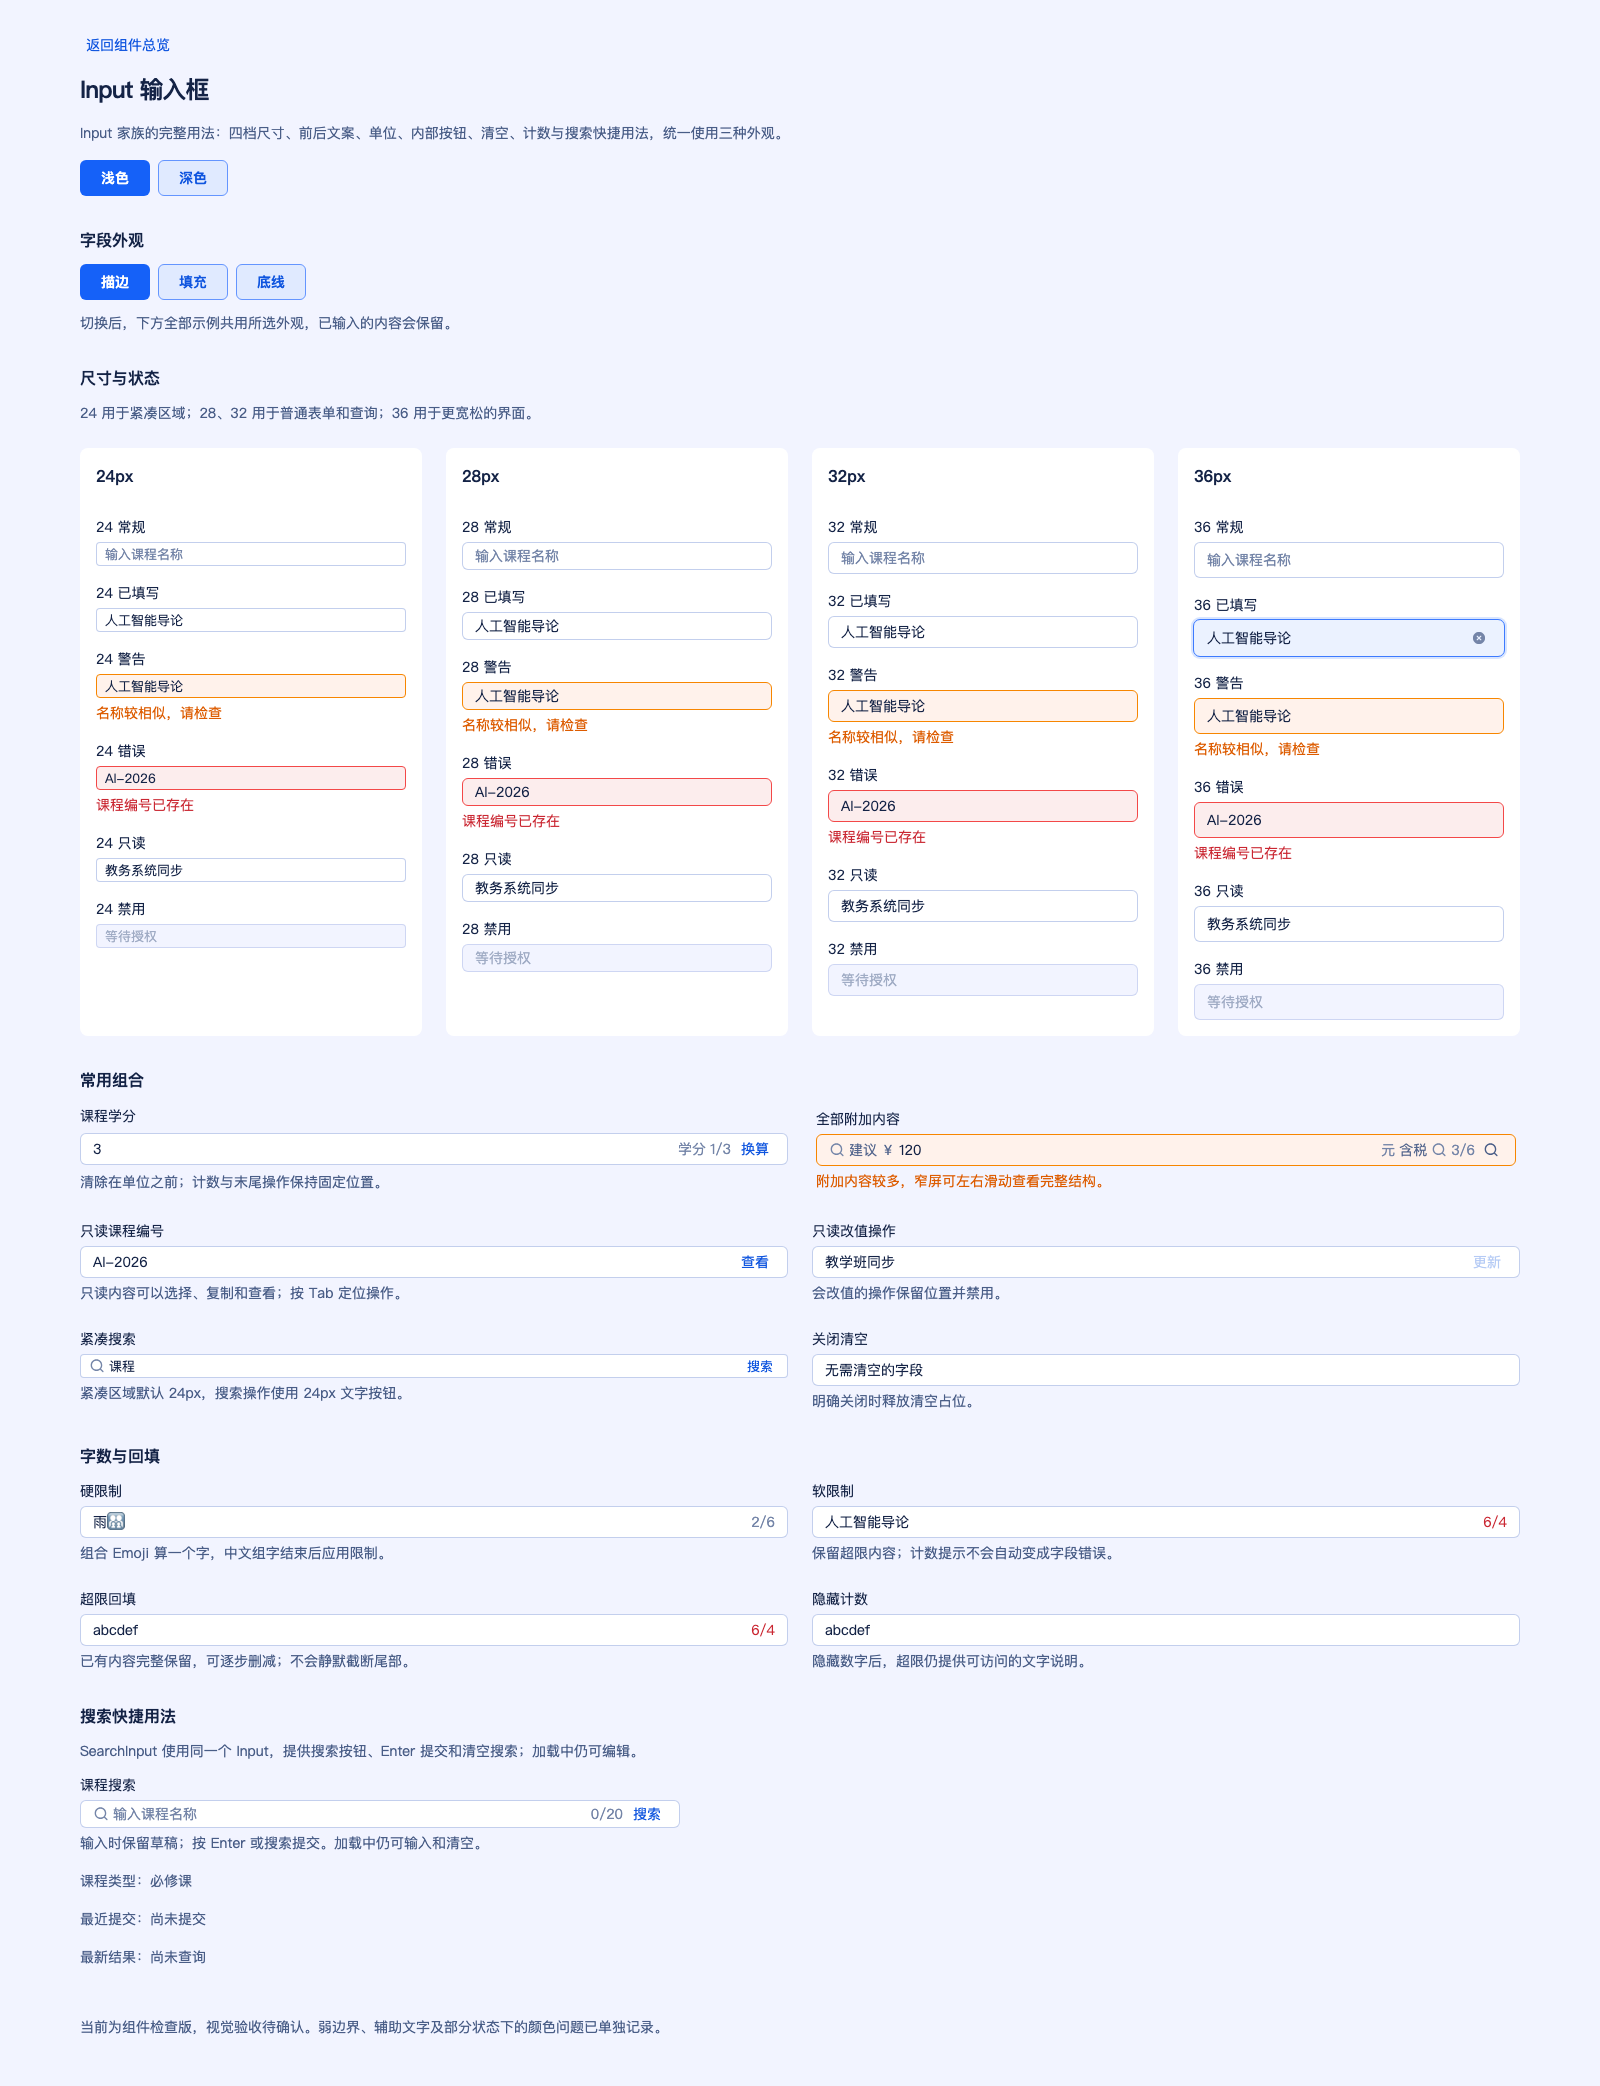 返回组件总览
Input 输入框
Input 家族的完整用法：四档尺寸、前后文案、单位、内部按钮、清空、计数与搜索快捷用法，统一使用三种外观。
浅色 深色
字段外观
描边 填充 底线
切换后，下方全部示例共用所选外观，已输入的内容会保留。
尺寸与状态
24 用于紧凑区域；28、32 用于普通表单和查询；36 用于更宽松的界面。
24px
24 常规
输入课程名称
24 已填写
人工智能导论
24 警告
人工智能导论
名称较相似，请检查
24 错误
AI-2026
课程编号已存在
24 只读
教务系统同步
24 禁用
等待授权
28px
28 常规
输入课程名称
28 已填写
人工智能导论
28 警告
人工智能导论
名称较相似，请检查
28 错误
AI-2026
课程编号已存在
28 只读
教务系统同步
28 禁用
等待授权
32px
32 常规
输入课程名称
32 已填写
人工智能导论
32 警告
人工智能导论
名称较相似，请检查
32 错误
AI-2026
课程编号已存在
32 只读
教务系统同步
32 禁用
等待授权
36px
36 常规
输入课程名称
36 已填写
人工智能导论
36 警告
人工智能导论
名称较相似，请检查
36 错误
AI-2026
课程编号已存在
36 只读
教务系统同步
36 禁用
等待授权
常用组合
课程学分
3 学分 1/3 换算
清除在单位之前；计数与末尾操作保持固定位置。
全部附加内容
建议 ¥ 120 元 含税 3/6
附加内容较多，窄屏可左右滑动查看完整结构。
只读课程编号
AI-2026 查看
只读内容可以选择、复制和查看；按 Tab 定位操作。
只读改值操作
教学班同步 更新
会改值的操作保留位置并禁用。
紧凑搜索
课程 搜索
紧凑区域默认 24px，搜索操作使用 24px 文字按钮。
关闭清空
无需清空的字段
明确关闭时释放清空占位。
字数与回填
硬限制
雨 2/6
组合 Emoji 算一个字，中文组字结束后应用限制。
软限制
人工智能导论 6/4
保留超限内容；计数提示不会自动变成字段错误。
超限回填
abcdef 6/4
已有内容完整保留，可逐步删减；不会静默截断尾部。
隐藏计数
abcdef
隐藏数字后，超限仍提供可访问的文字说明。
搜索快捷用法
SearchInput 使用同一个 Input，提供搜索按钮、Enter 提交和清空搜索；加载中仍可编辑。
课程搜索
输入课程名称 0/20 搜索
输入时保留草稿；按 Enter 或搜索提交。加载中仍可输入和清空。
课程类型：必修课
最近提交：尚未提交
最新结果：尚未查询
当前为组件检查版，视觉验收待确认。弱边界、辅助文字及部分状态下的颜色问题已单独记录。